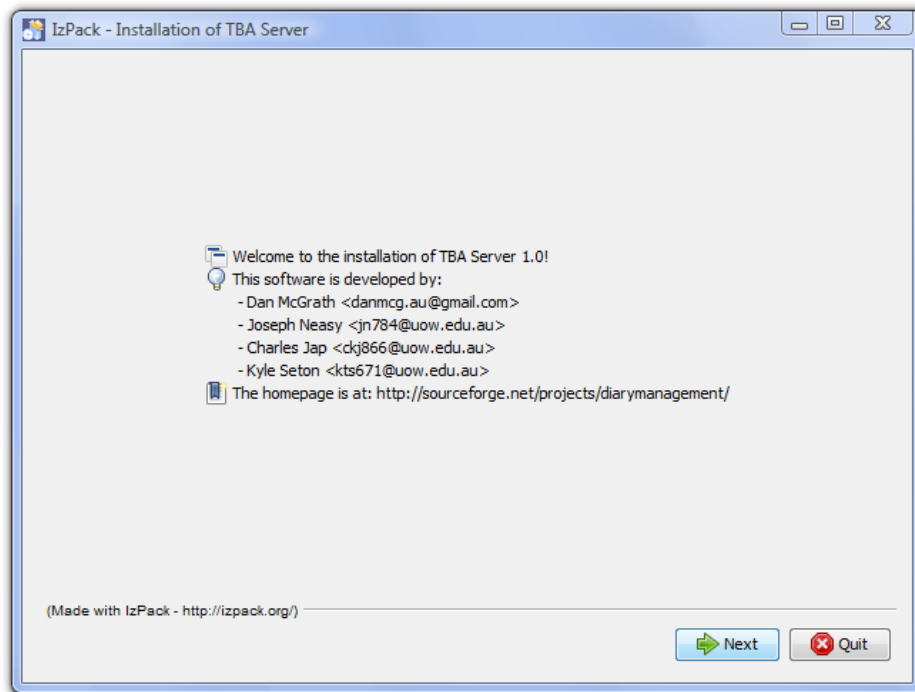 IzPack - Installation of TBA Server
Welcome to the installation of TBA Server 1.0!
This software is developed by:
- Dan McGrath <danmcg.au@gmail.com>
- Joseph Neasy <jn784@uow.edu.au>
- Charles Jap <ckj866@uow.edu.au>
- Kyle Seton <kts671@uow.edu.au>
The homepage is at: http://sourceforge.net/projects/diarymanagement/
(Made with IzPack - http://izpack.org/)
Next Quit